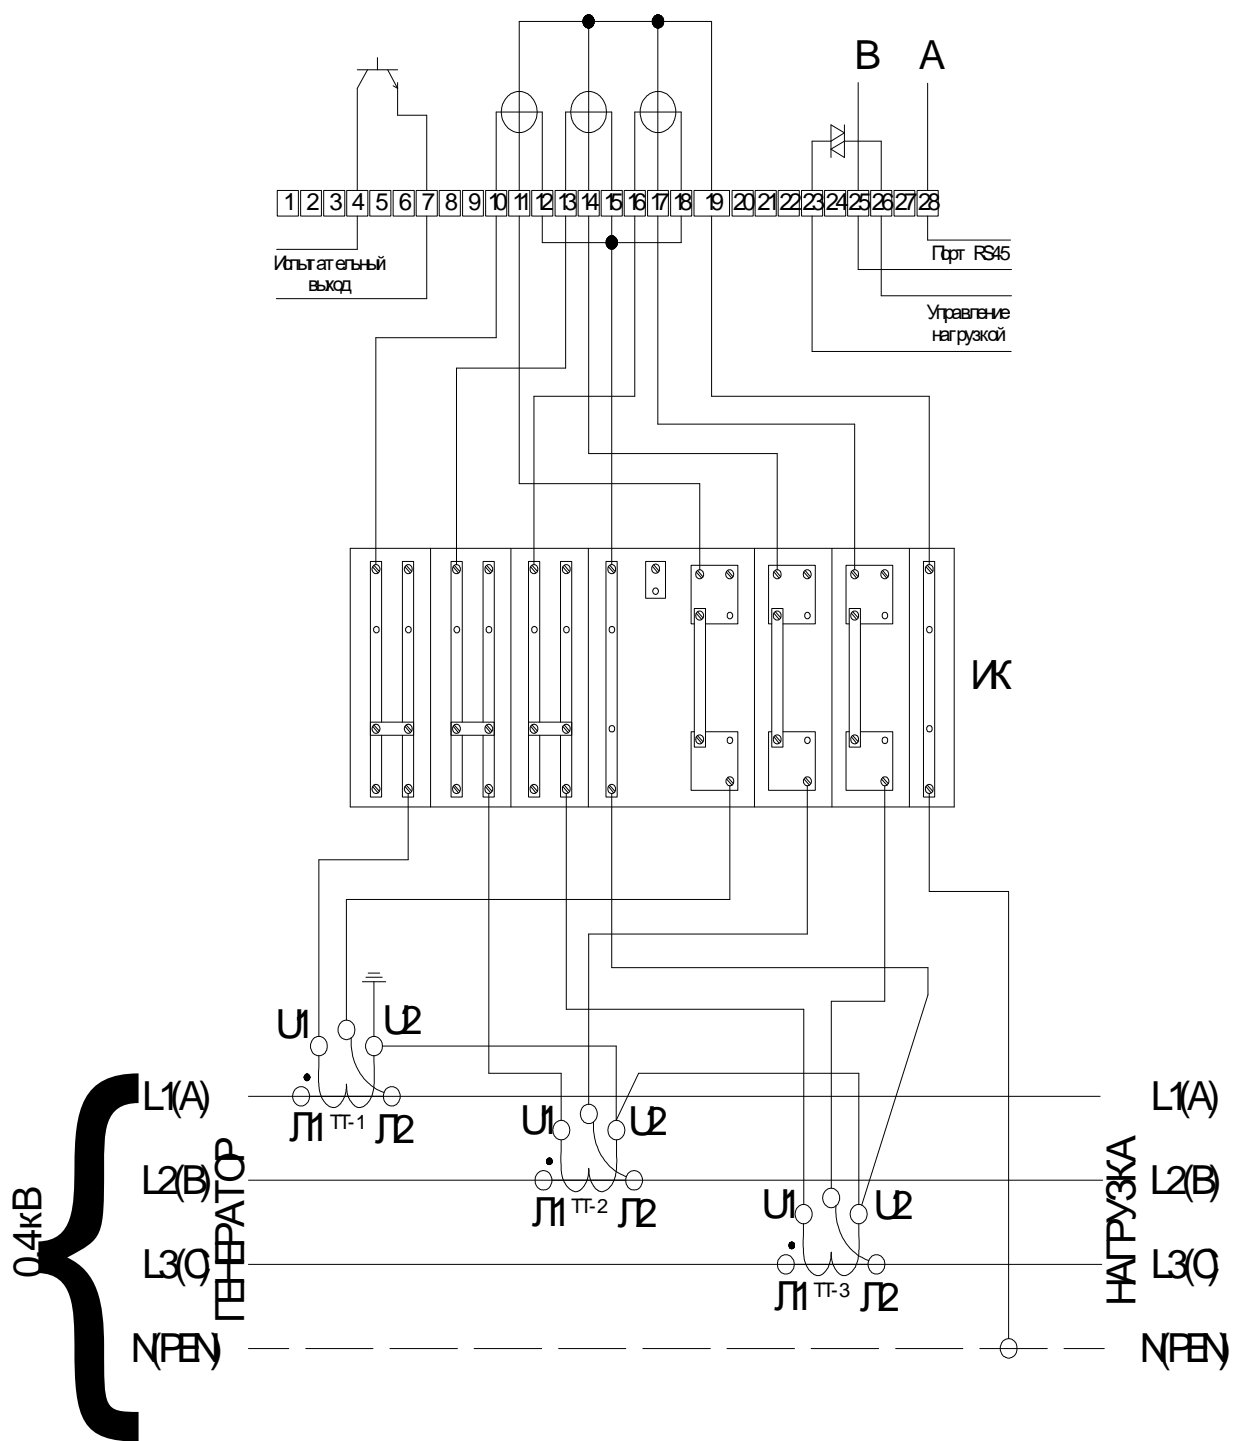 B A
1 2 3 4 5 6 7 8 9 10 11 12 13 14 15 16 17 18 19 20 21 22 23 24 25 26 27 28
Испытательный
выход
Порт RS45
Управление
нагрузкой
ИК
U1 U2
L1(A) L1(A)
Л1 ТТ-1 Л2
U1 U2
L2(B) L2(B)
Л1 ТТ-2 Л2
U1 U2
L3(C) L3(C)
Л1 ТТ-3 Л2
N(PEN) N(PEN)
0.4кВ
ГЕНЕРАТОР
НАГРУЗКА